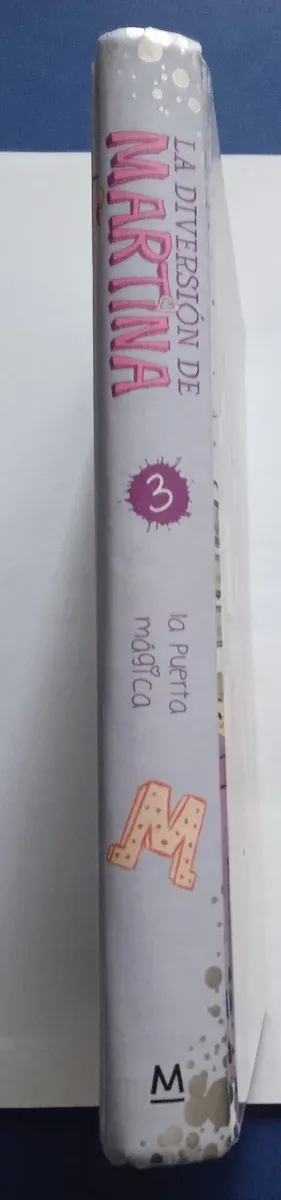 LA DIVERSIÓN DE
MARTINA
3
la Puerta
mágica
M
M